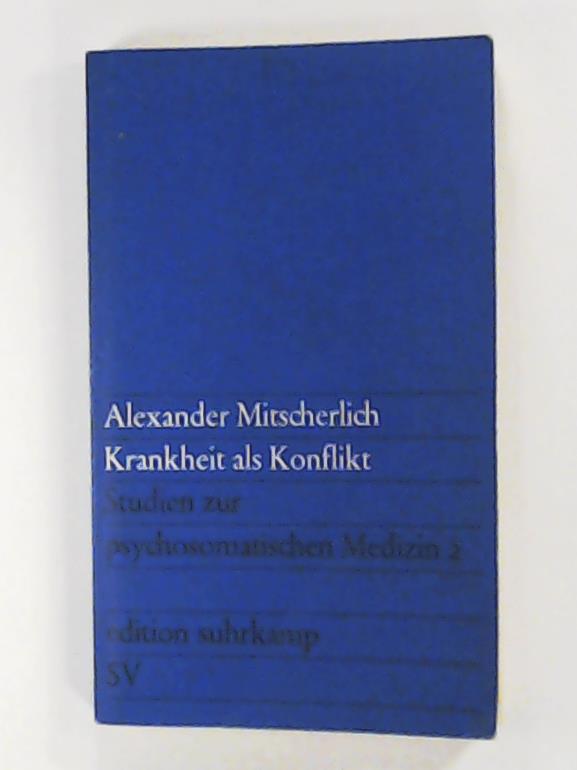 Alexander Mitscherlich
Krankheit als Konflikt
Studien zur
psychosomatischen Medizin 2
edition suhrkamp
SV